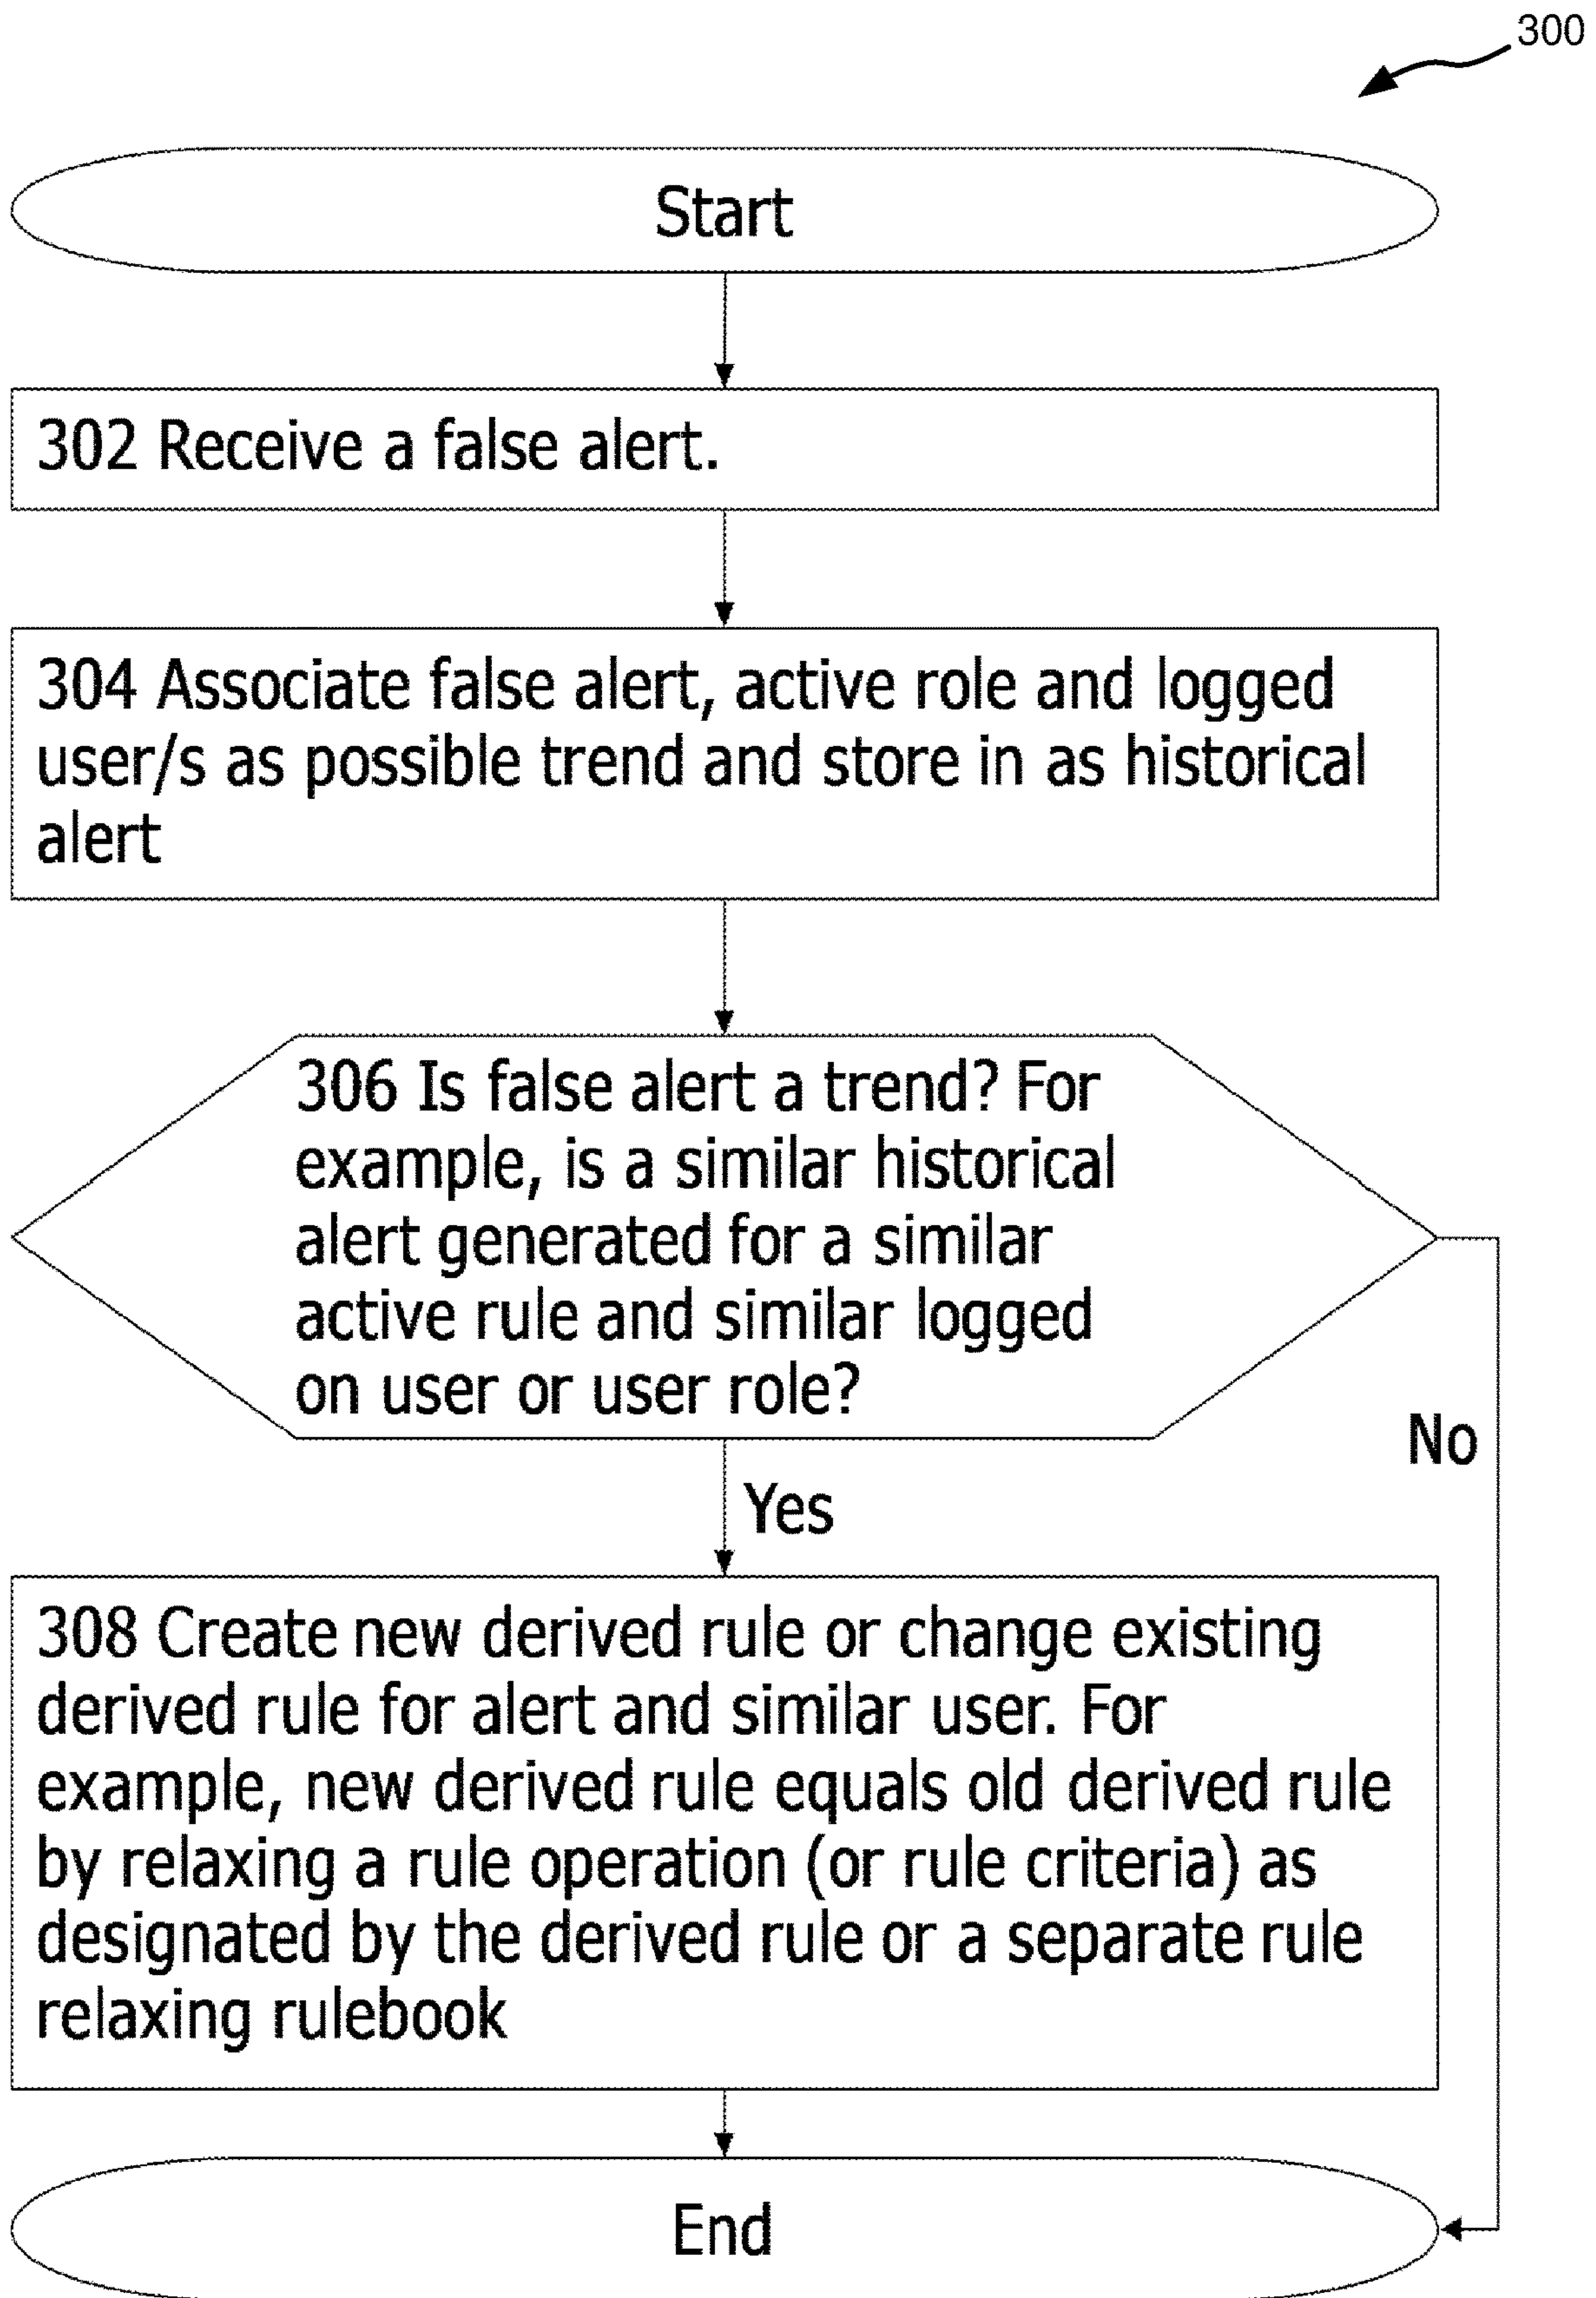 300
Start
302 Receive a false alert.
304 Associate false alert, active role and logged
user/s as possible trend and store in as historical
alert
306 Is false alert a trend? For
example, is a similar historical
alert generated for a similar
active rule and similar logged
on user or user role?
No
Yes
308 Create new derived rule or change existing
derived rule for alert and similar user. For
example, new derived rule equals old derived rule
by relaxing a rule operation (or rule criteria) as
designated by the derived rule or a separate rule
relaxing rulebook
End